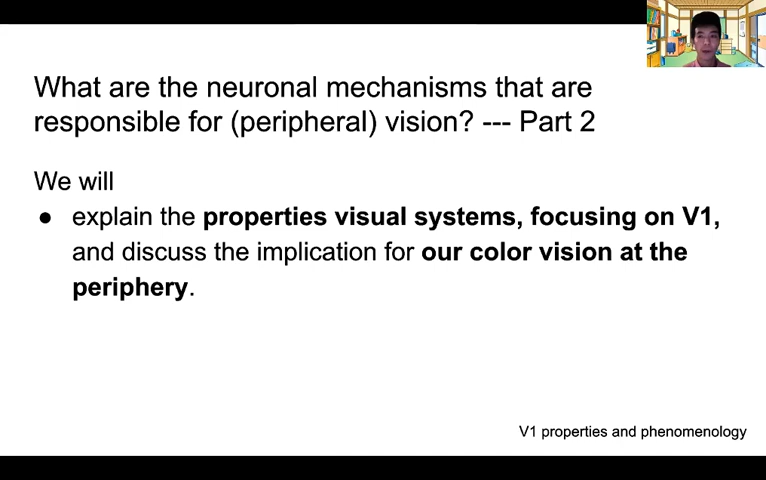 What are the neuronal mechanisms that are
responsible for (peripheral) vision? --- Part 2
We will
● explain the properties visual systems, focusing on V1,
and discuss the implication for our color vision at the
periphery.
V1 properties and phenomenology